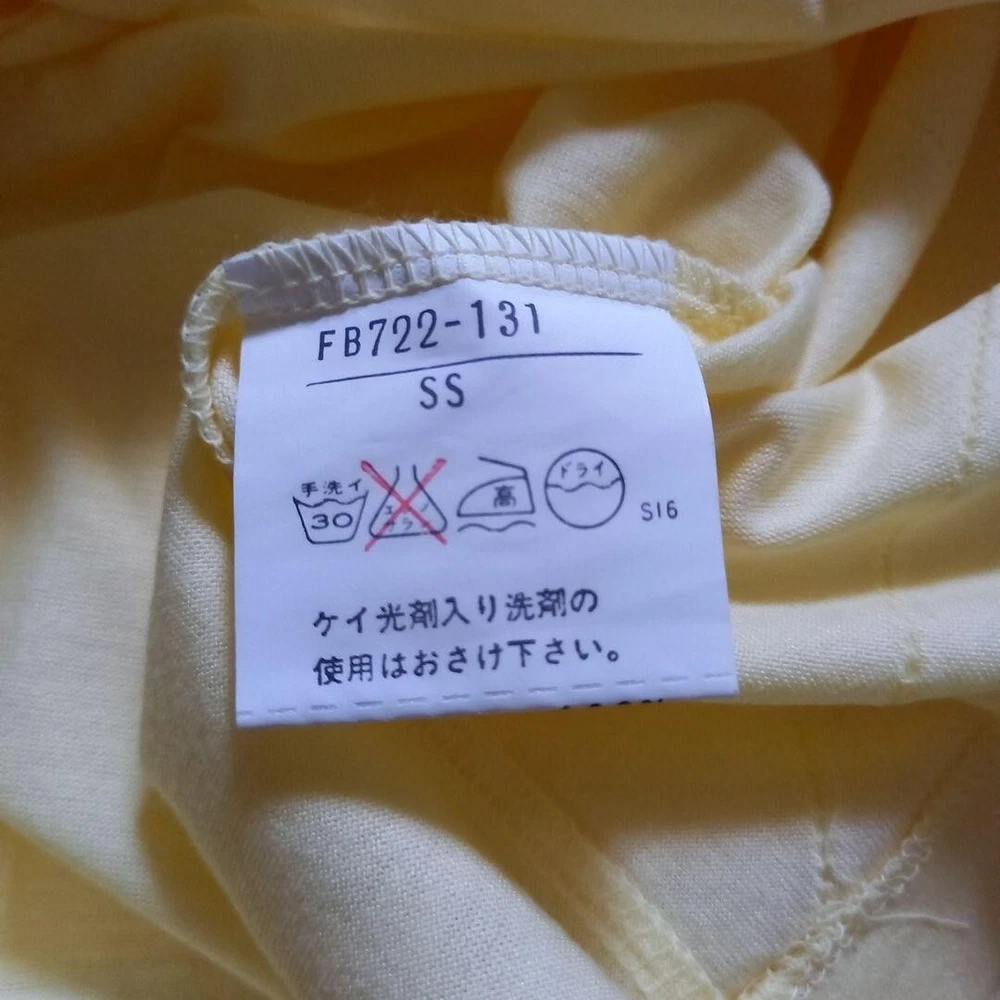 FB722-131
SS
手洗イ
30
エンソ
サラシ
高
ドライ
S16
ケイ光剤入り洗剤の
使用はおさけ下さい。